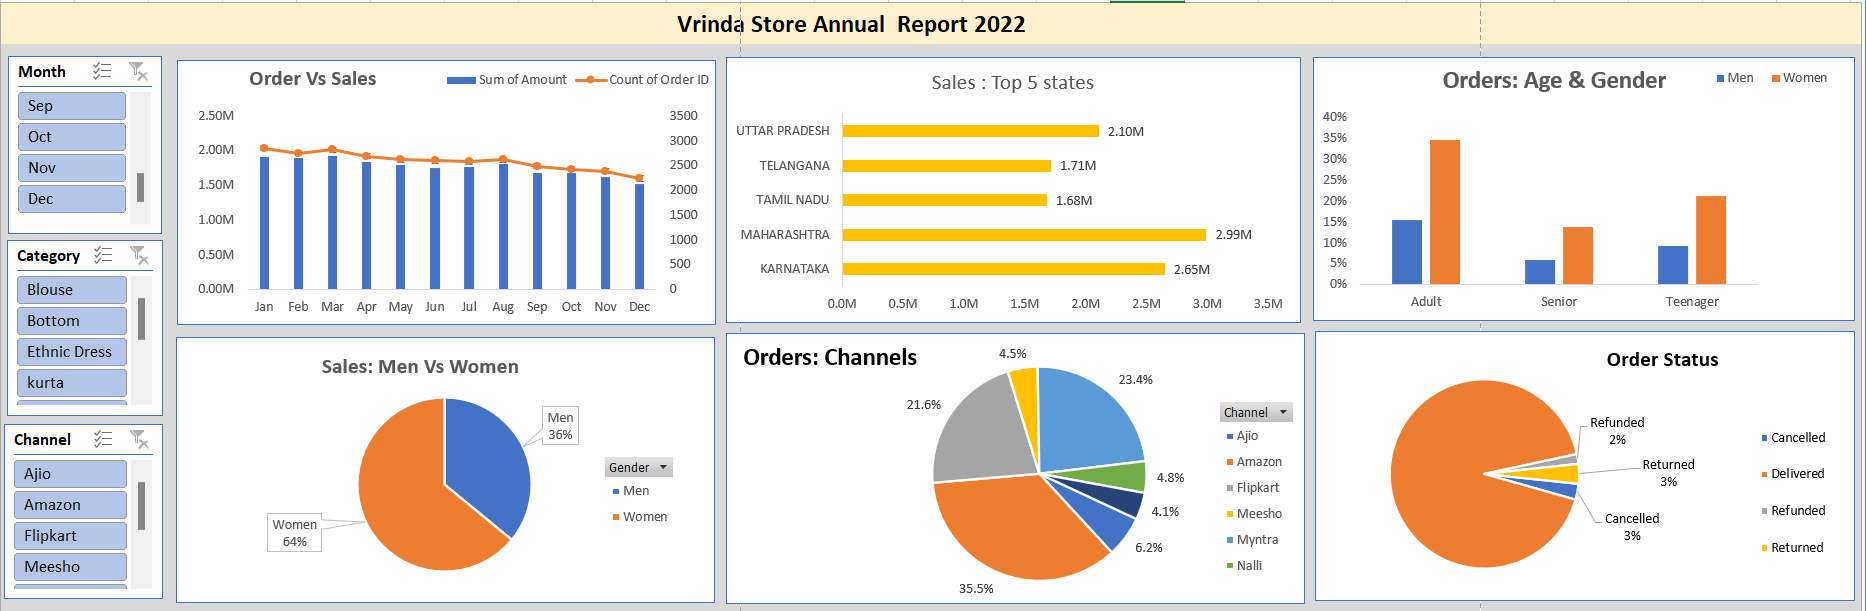 Vrinda Store Annual  Report 2022
Month
Sep
Oct
Nov
Dec
Category
Blouse
Bottom
Ethnic Dress
kurta
Channel
Ajio
Amazon
Flipkart
Meesho
Order Vs Sales
Sum of Amount
Count of Order ID
2.50M
2.00M
1.50M
1.00M
0.50M
0.00M
3500
3000
2500
2000
1500
1000
500
0
Jan Feb Mar Apr May Jun Jul Aug Sep Oct Nov Dec
Sales : Top 5 states
UTTAR PRADESH 2.10M
TELANGANA 1.71M
TAMIL NADU 1.68M
MAHARASHTRA 2.99M
KARNATAKA 2.65M
0.0M 0.5M 1.0M 1.5M 2.0M 2.5M 3.0M 3.5M
Orders: Age & Gender
Men
Women
40%
35%
30%
25%
20%
15%
10%
5%
0%
Adult Senior Teenager
Sales: Men Vs Women
Men
36%
Women
64%
Gender
Men
Women
Orders: Channels
4.5%
23.4%
21.6%
4.8%
4.1%
6.2%
35.5%
Channel
Ajio
Amazon
Flipkart
Meesho
Myntra
Nalli
Order Status
Refunded
2%
Returned
3%
Cancelled
3%
Cancelled
Delivered
Refunded
Returned